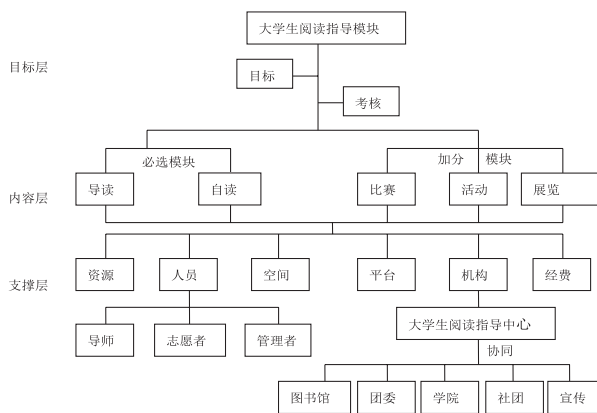 大学生阅读指导模块
目标层
目标
考核
必选模块
加分 模块
内容层
导读
自读
比赛
活动
展览
支撑层
资源
人员
空间
平台
机构
经费
导师
志愿者
管理者
大学生阅读指导中心
协同
图书馆
团委
学院
社团
宣传